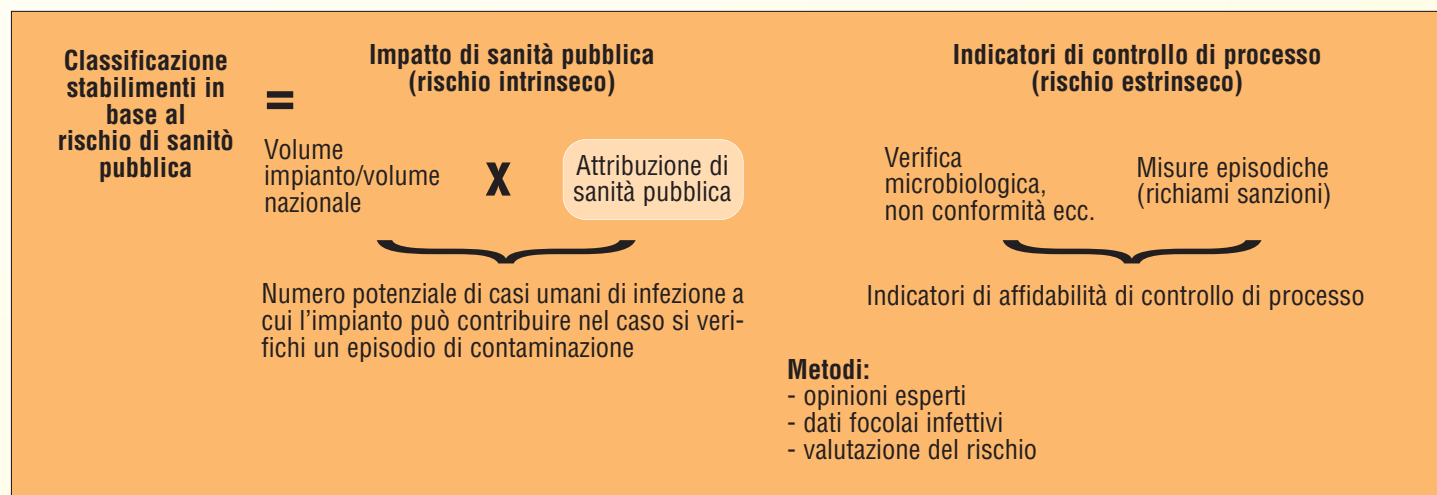 Classificazione
stabilimenti in
base al
rischio di sanitò
pubblica
=
Impatto di sanità pubblica
(rischio intrinseco)
Volume
impianto/volume
nazionale
X
Attribuzione di
sanità pubblica
Numero potenziale di casi umani di infezione a
cui l'impianto può contribuire nel caso si veri-
fichi un episodio di contaminazione
Indicatori di controllo di processo
(rischio estrinseco)
Verifica
microbiologica,
non conformità ecc.
Misure episodiche
(richiami sanzioni)
Indicatori di affidabilità di controllo di processo
Metodi:
- opinioni esperti
- dati focolai infettivi
- valutazione del rischio